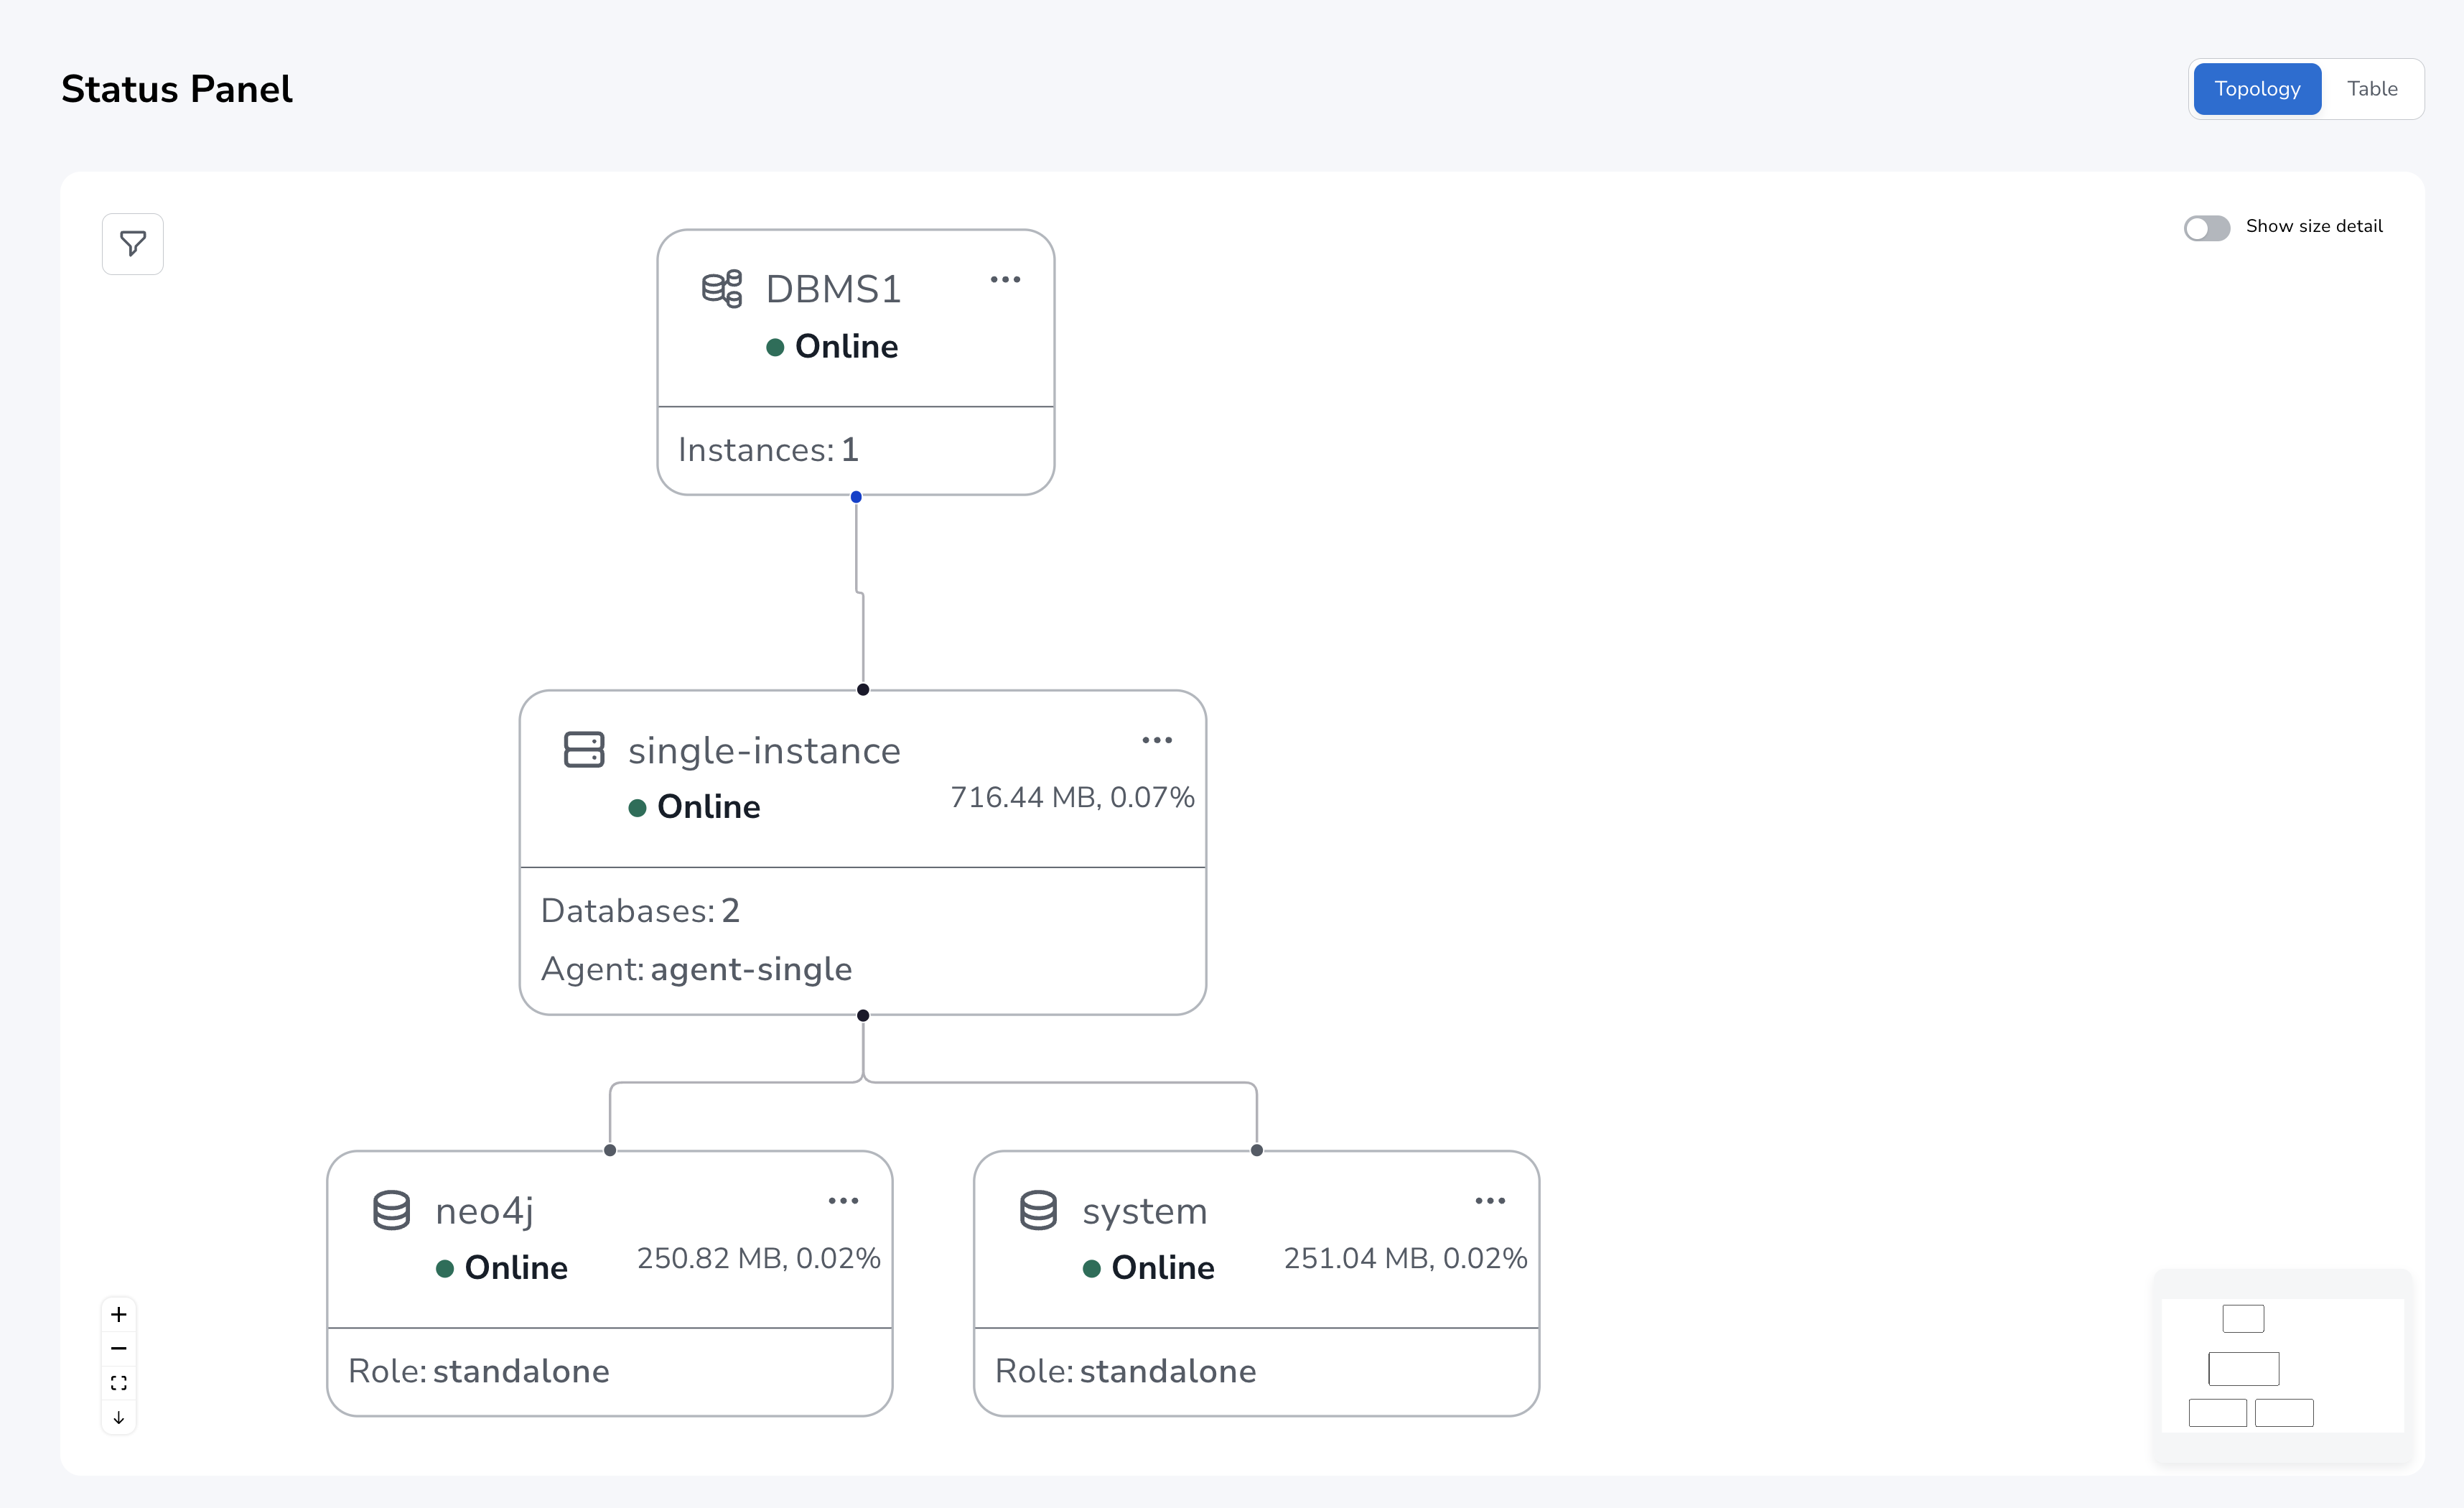 Status Panel
Topology
Table
Show size detail
DBMS1
Online
Instances: 1
single-instance
Online
716.44 MB, 0.07%
Databases: 2
Agent: agent-single
neo4j
Online
250.82 MB, 0.02%
Role: standalone
system
Online
251.04 MB, 0.02%
Role: standalone